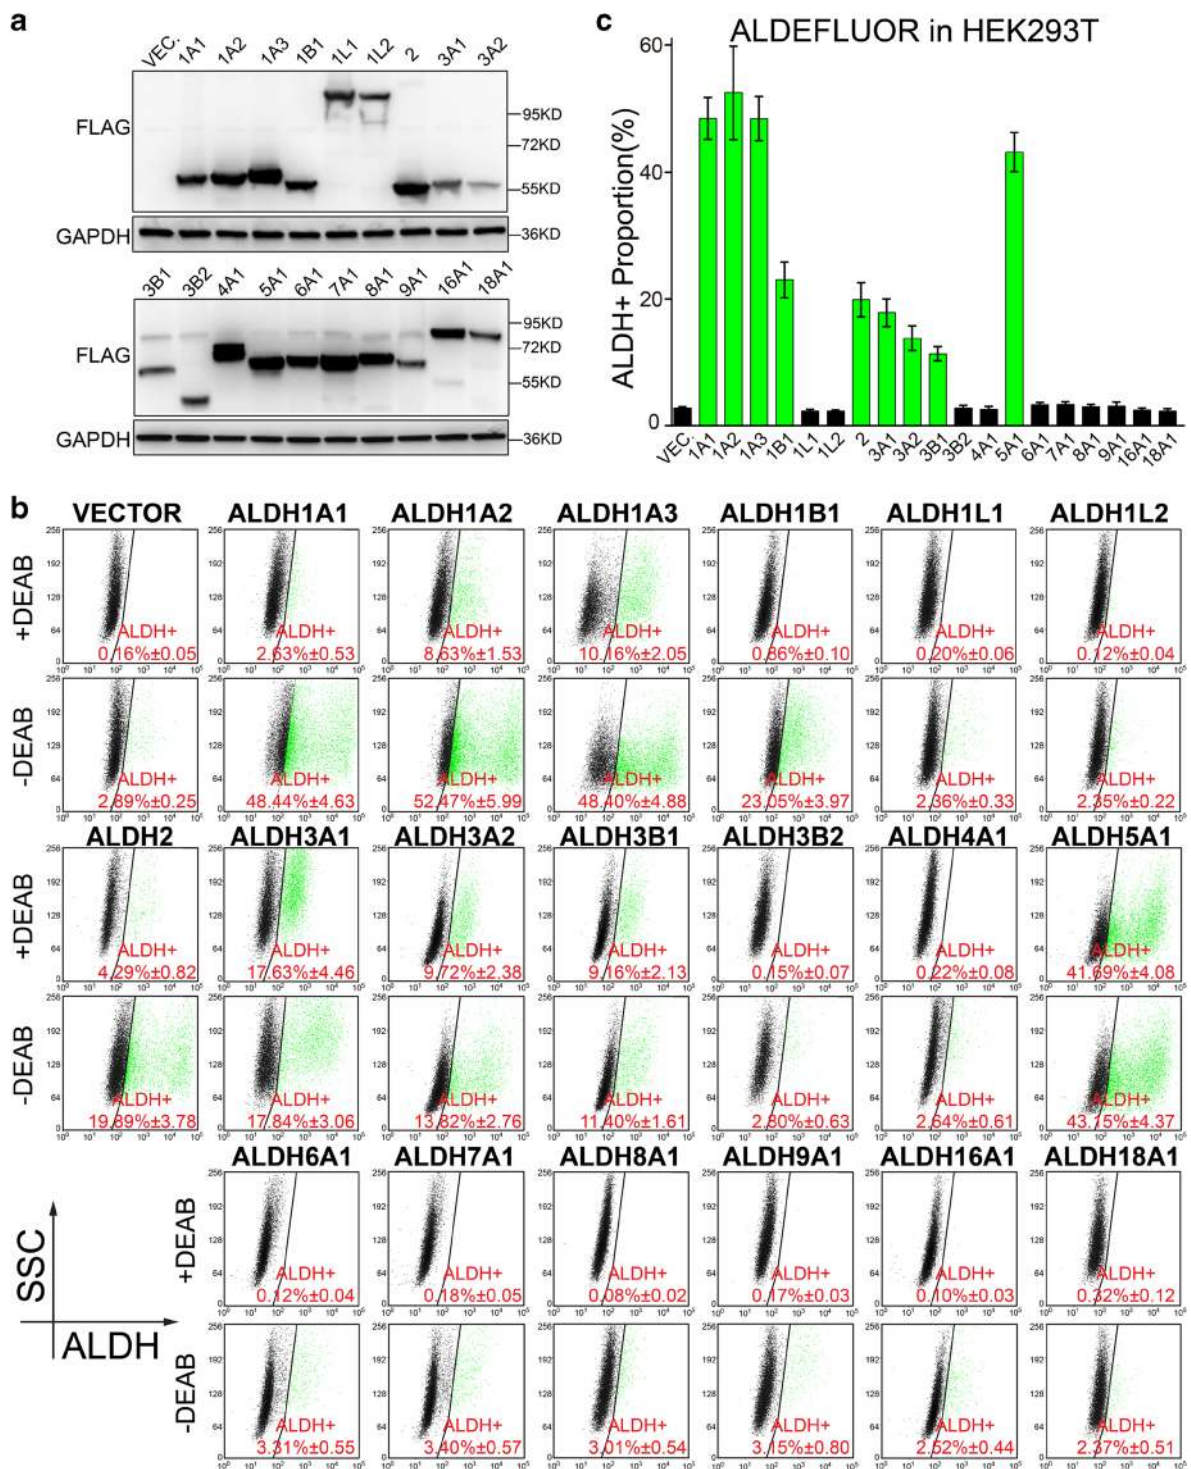 a
VEC. 1A1 1A2 1A3 1B1 1L1 1L2 2 3A1 3A2
FLAG
95KD
72KD
55KD
GAPDH
36KD
3B1 3B2 4A1 5A1 6A1 7A1 8A1 9A1 16A1 18A1
FLAG
95KD
72KD
55KD
GAPDH
36KD
c
ALDEFLUOR in HEK293T
ALDH+ Proportion(%)
60
40
20
0
VEC. 1A1 1A2 1A3 1B1 1L1 1L2 2 3A1 3A2 3B1 3B2 4A1 5A1 6A1 7A1 8A1 9A1 16A1 18A1
b
VECTOR ALDH1A1 ALDH1A2 ALDH1A3 ALDH1B1 ALDH1L1 ALDH1L2
+DEAB
ALDH+ ALDH+ ALDH+ ALDH+ ALDH+ ALDH+ ALDH+
0.16%±0.05 2.63%±0.53 8.63%±1.53 10.16%±2.05 0.86%±0.10 0.20%±0.06 0.12%±0.04
-DEAB
ALDH+ ALDH+ ALDH+ ALDH+ ALDH+ ALDH+ ALDH+
2.89%±0.25 48.44%±4.63 52.47%±5.99 48.40%±4.88 23.05%±3.97 2.36%±0.33 2.35%±0.22
ALDH2 ALDH3A1 ALDH3A2 ALDH3B1 ALDH3B2 ALDH4A1 ALDH5A1
+DEAB
ALDH+ ALDH+ ALDH+ ALDH+ ALDH+ ALDH+ ALDH+
4.29%±0.82 17.63%±4.46 9.72%±2.38 9.16%±2.13 0.15%±0.07 0.22%±0.08 41.69%±4.08
-DEAB
ALDH+ ALDH+ ALDH+ ALDH+ ALDH+ ALDH+ ALDH+
19.89%±3.78 17.84%±3.06 13.82%±2.76 11.40%±1.61 2.80%±0.63 2.64%±0.61 43.15%±4.37
ALDH6A1 ALDH7A1 ALDH8A1 ALDH9A1 ALDH16A1 ALDH18A1
+DEAB
ALDH+ ALDH+ ALDH+ ALDH+ ALDH+ ALDH+
0.12%±0.04 0.18%±0.05 0.08%±0.02 0.17%±0.03 0.10%±0.03 0.32%±0.12
-DEAB
ALDH+ ALDH+ ALDH+ ALDH+ ALDH+ ALDH+
3.31%±0.55 3.40%±0.57 3.01%±0.54 3.15%±0.80 2.52%±0.44 2.37%±0.51
SSC
ALDH